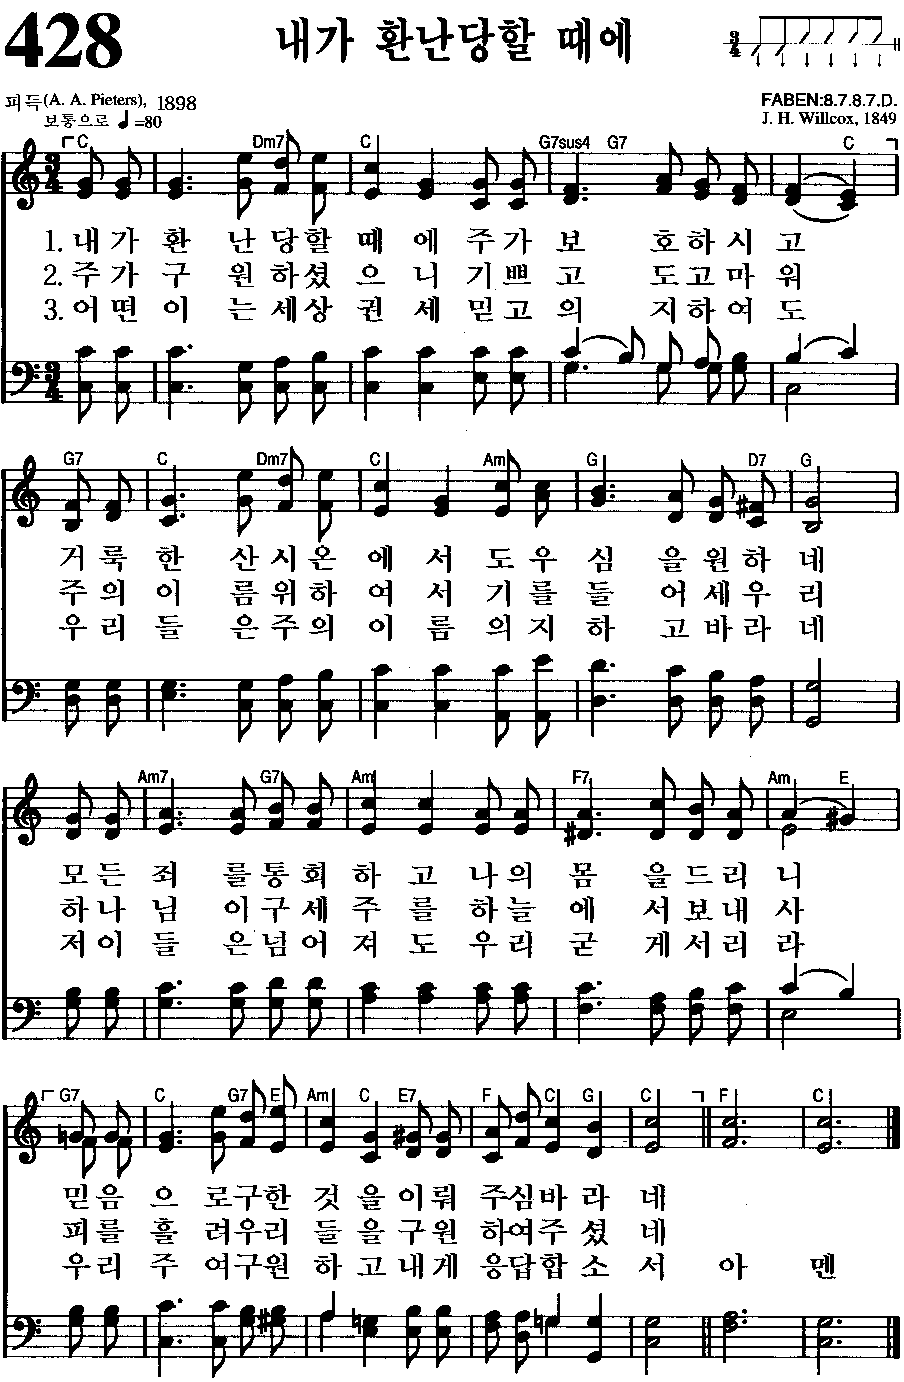 428
내가 환난당할 때에
3/4
피득(A. A. Pieters), 1898
보통으로 ♩=80
FABEN:8.7.8.7.D.
J. H. Willcox, 1849
C Dm7 C G7sus4 G7 C
1. 내 가 환 난 당할 때 에 주가 보 호하 시 고
2. 주 가 구 원 하셨 으 니 기쁘 고 도고 마 워
3. 어 떤 이 는 세상 권 세 믿고 의 지하 여 도
G7 C Dm7 C Am G D7 G
거 룩 한 산 시 온 에 서 도 우 심 을 원 하 네
주 의 이 름 위 하 여 서 기 를 들 어 세 우 리
우 리 들 은 주 의 이 름 의 지 하 고 바 라 네
Am7 G7 Am F7 Am E
모 든 죄 를 통 회 하 고 나 의 몸 을 드 리 니
하 나 님 이 구 세 주 를 하 늘 에 서 보 내 사
저 이 들 은 넘 어 져 도 우 리 굳 게 서 리 라
G7 C G7 E Am C E7 F C G C F C
믿 음 으 로구한 것 을 이 뤄 주심바 라 네
피 를 흘 려우리 들 을 구 원 하여주 셨 네
우 리 주 여구원 하 고 내 게 응답합 소 서 아 멘